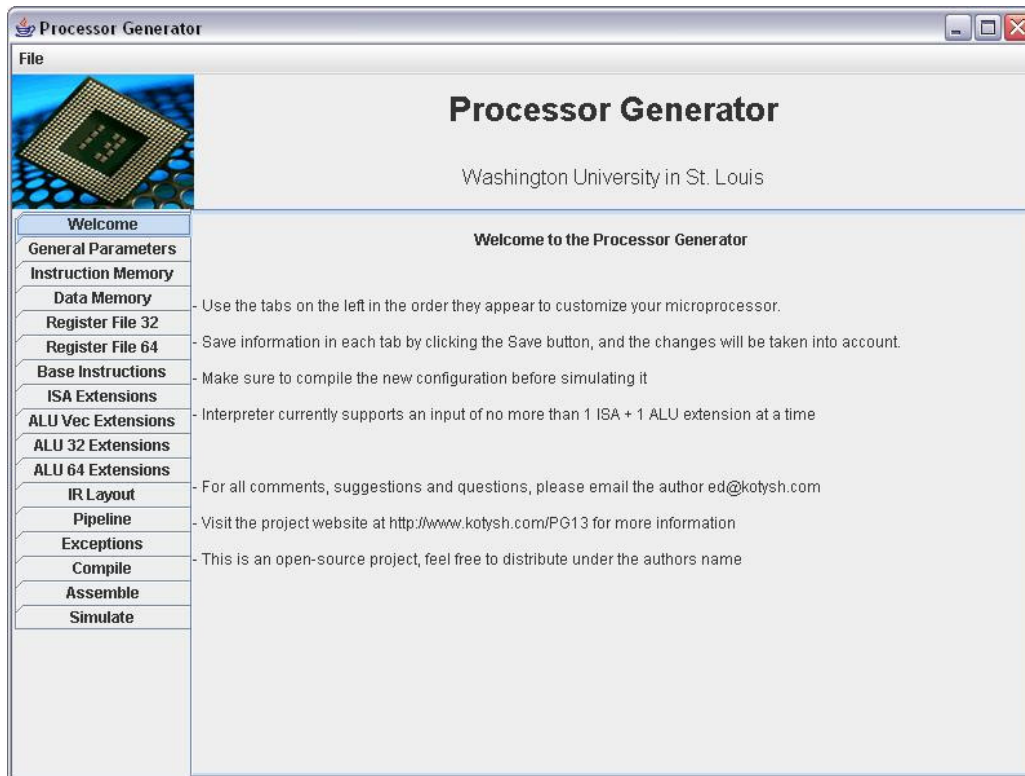 Processor Generator
File
Processor Generator
Washington University in St. Louis
Welcome
General Parameters
Instruction Memory
Data Memory
Register File 32
Register File 64
Base Instructions
ISA Extensions
ALU Vec Extensions
ALU 32 Extensions
ALU 64 Extensions
IR Layout
Pipeline
Exceptions
Compile
Assemble
Simulate
Welcome to the Processor Generator
- Use the tabs on the left in the order they appear to customize your microprocessor.
- Save information in each tab by clicking the Save button, and the changes will be taken into account.
- Make sure to compile the new configuration before simulating it
- Interpreter currently supports an input of no more than 1 ISA + 1 ALU extension at a time
- For all comments, suggestions and questions, please email the author ed@kotysh.com
- Visit the project website at http://www.kotysh.com/PG13 for more information
- This is an open-source project, feel free to distribute under the authors name